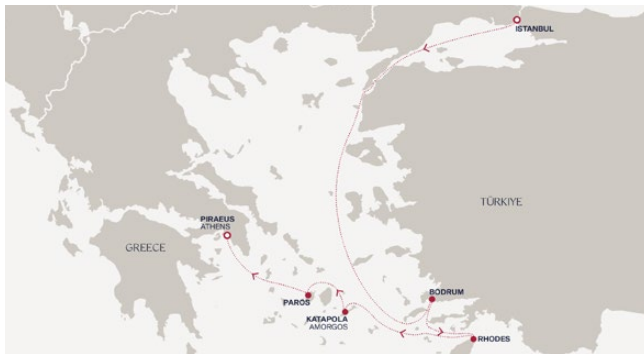 ISTANBUL
TÜRKIYE
PIRAEUS
ATHENS
GREECE
BODRUM
PAROS
KATAPOLA
AMORGOS
RHODES